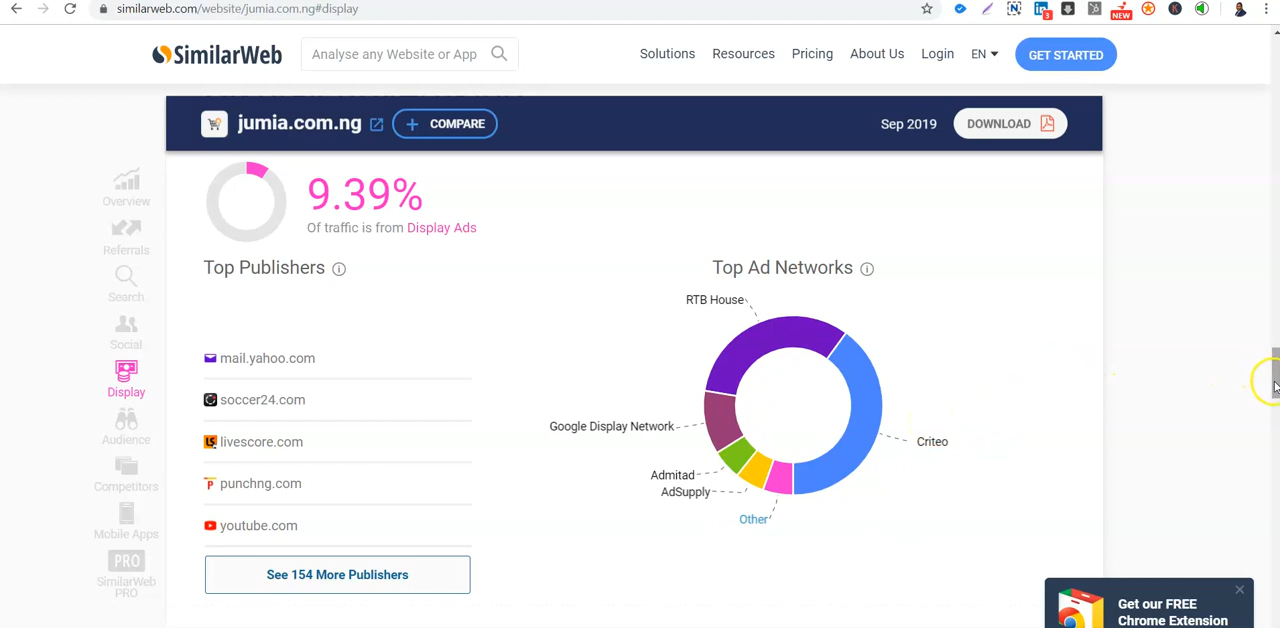 similarweb.com/website/jumia.com.ng#display
3
NEW
K
SimilarWeb
Analyse any Website or App
Solutions
Resources
Pricing
About Us
Login
EN
GET STARTED
jumia.com.ng
+ COMPARE
Sep 2019
DOWNLOAD
Overview
Referrals
Search
Social
Display
Audience
Competitors
Mobile Apps
PRO
SimilarWeb
PRO
9.39%
Of traffic is from Display Ads
Top Publishers
mail.yahoo.com
soccer24.com
livescore.com
punchng.com
youtube.com
See 154 More Publishers
Top Ad Networks
RTB House
Google Display Network
Criteo
Admitad
AdSupply
Other
Get our FREE
Chrome Extension